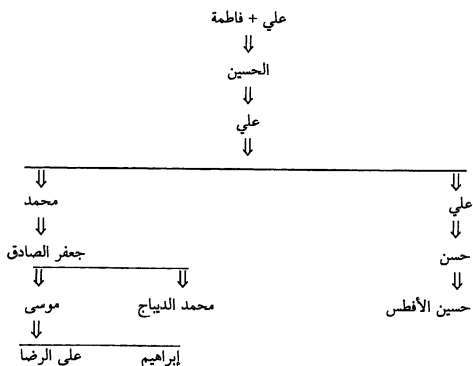 علي + فاطمة
الحسين
علي
علي
محمد
حسن
جعفر الصادق
حسين الأفطس
محمد الديباج
موسى
إبراهيم
على الرضا